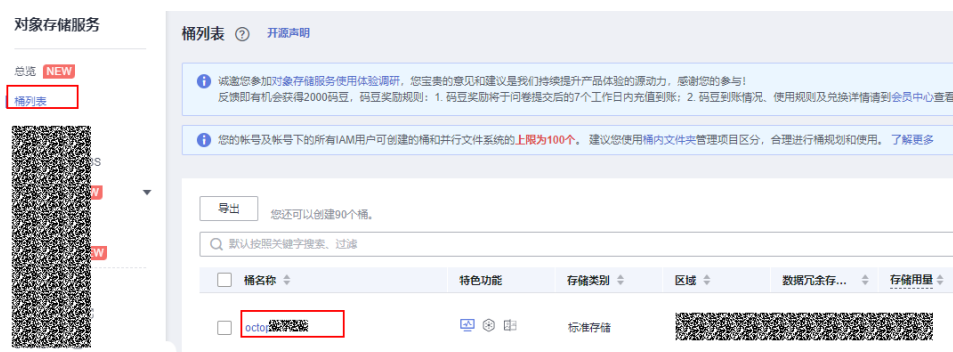 对象存储服务
总览 NEW
桶列表
桶列表 开源声明
诚邀您参加对象存储服务使用体验调研，您宝贵的意见和建议是我们持续提升产品体验的源动力，感谢您的参与！
反馈即有机会获得2000码豆，码豆奖励规则：1. 码豆奖励将于问卷提交后的7个工作日内充值到账；2. 码豆到账情况、使用规则及兑换详情请到会员中心查看
您的帐号及帐号下的所有IAM用户可创建的桶和并行文件系统的上限为100个。 建议您使用桶内文件夹管理项目区分，合理进行桶规划和使用。 了解更多
导出 您还可以创建90个桶。
默认按照关键字搜索、过滤
桶名称 特色功能 存储类别 区域 数据冗余存... 存储用量
octop 标准存储